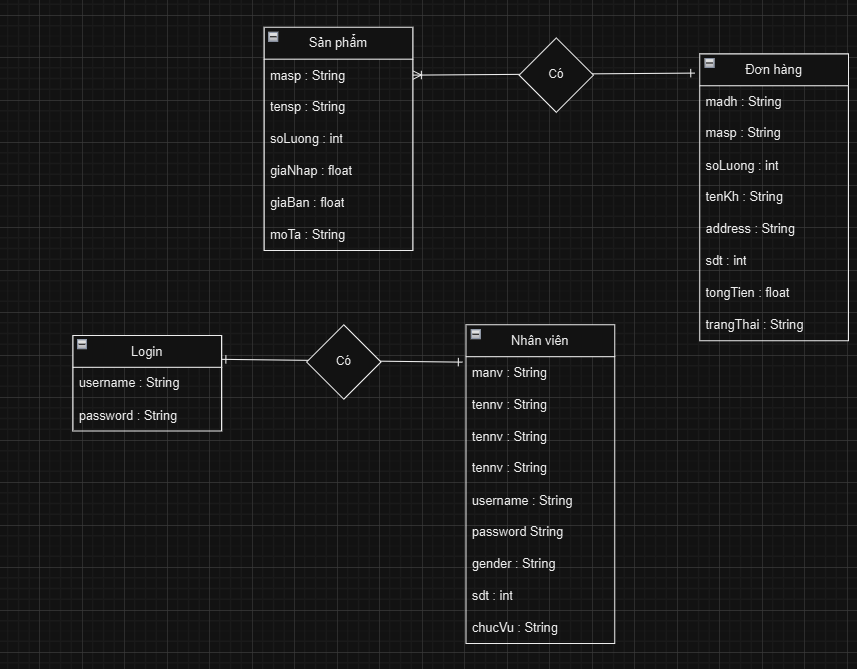 Sản phẩm
masp : String
tensp : String
soLuong : int
giaNhap : float
giaBan : float
moTa : String
Có
Đơn hàng
madh : String
masp : String
soLuong : int
tenKh : String
address : String
sdt : int
tongTien : float
trangThai : String
Login
username : String
password : String
Có
Nhân viên
manv : String
tennv : String
tennv : String
tennv : String
username : String
password String
gender : String
sdt : int
chucVu : String